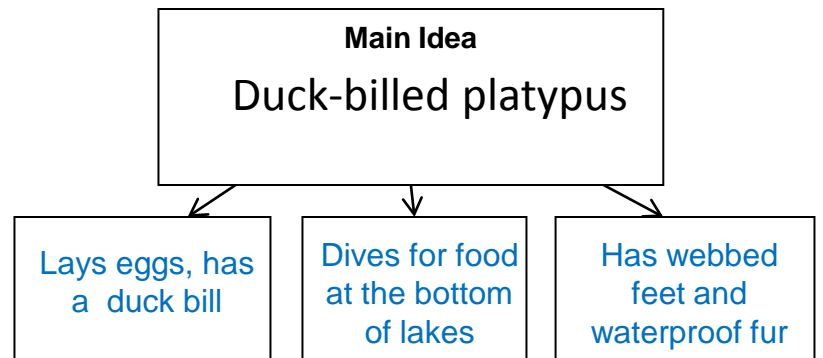 Main Idea
Duck-billed platypus
Lays eggs, has
a duck bill
Dives for food
at the bottom
of lakes
Has webbed
feet and
waterproof fur